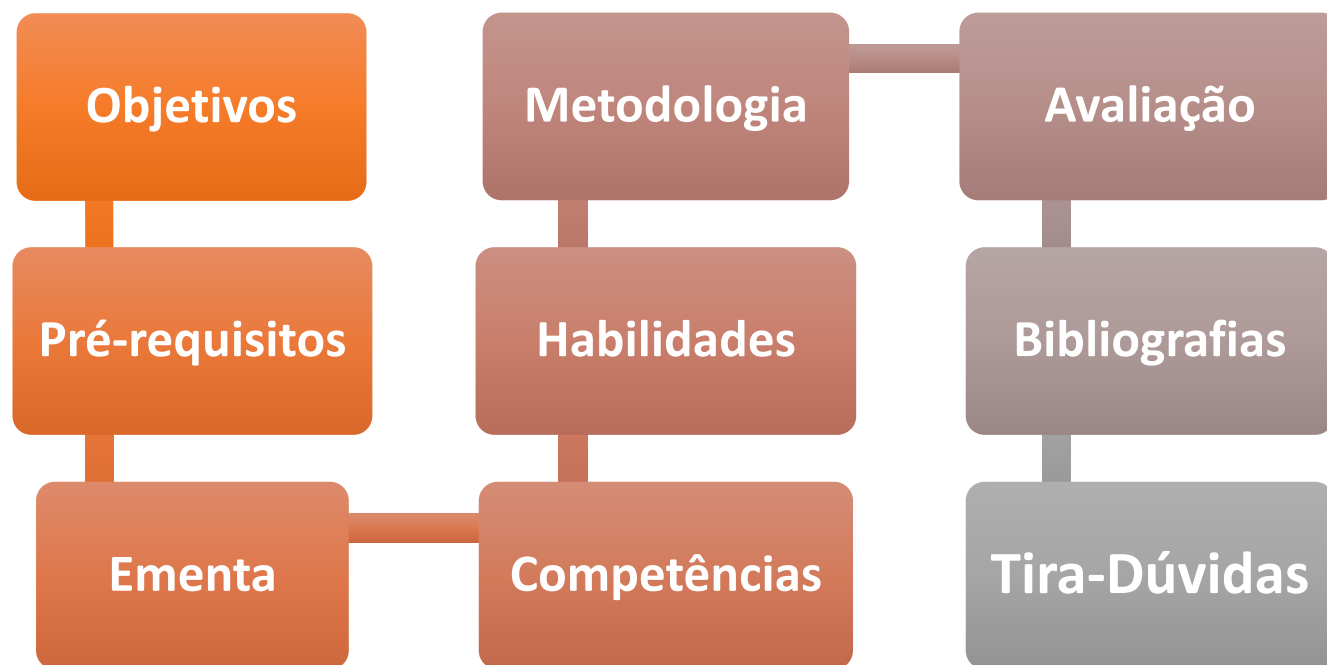 Objetivos
Pré-requisitos
Ementa
Competências
Habilidades
Metodologia
Avaliação
Bibliografias
Tira-Dúvidas